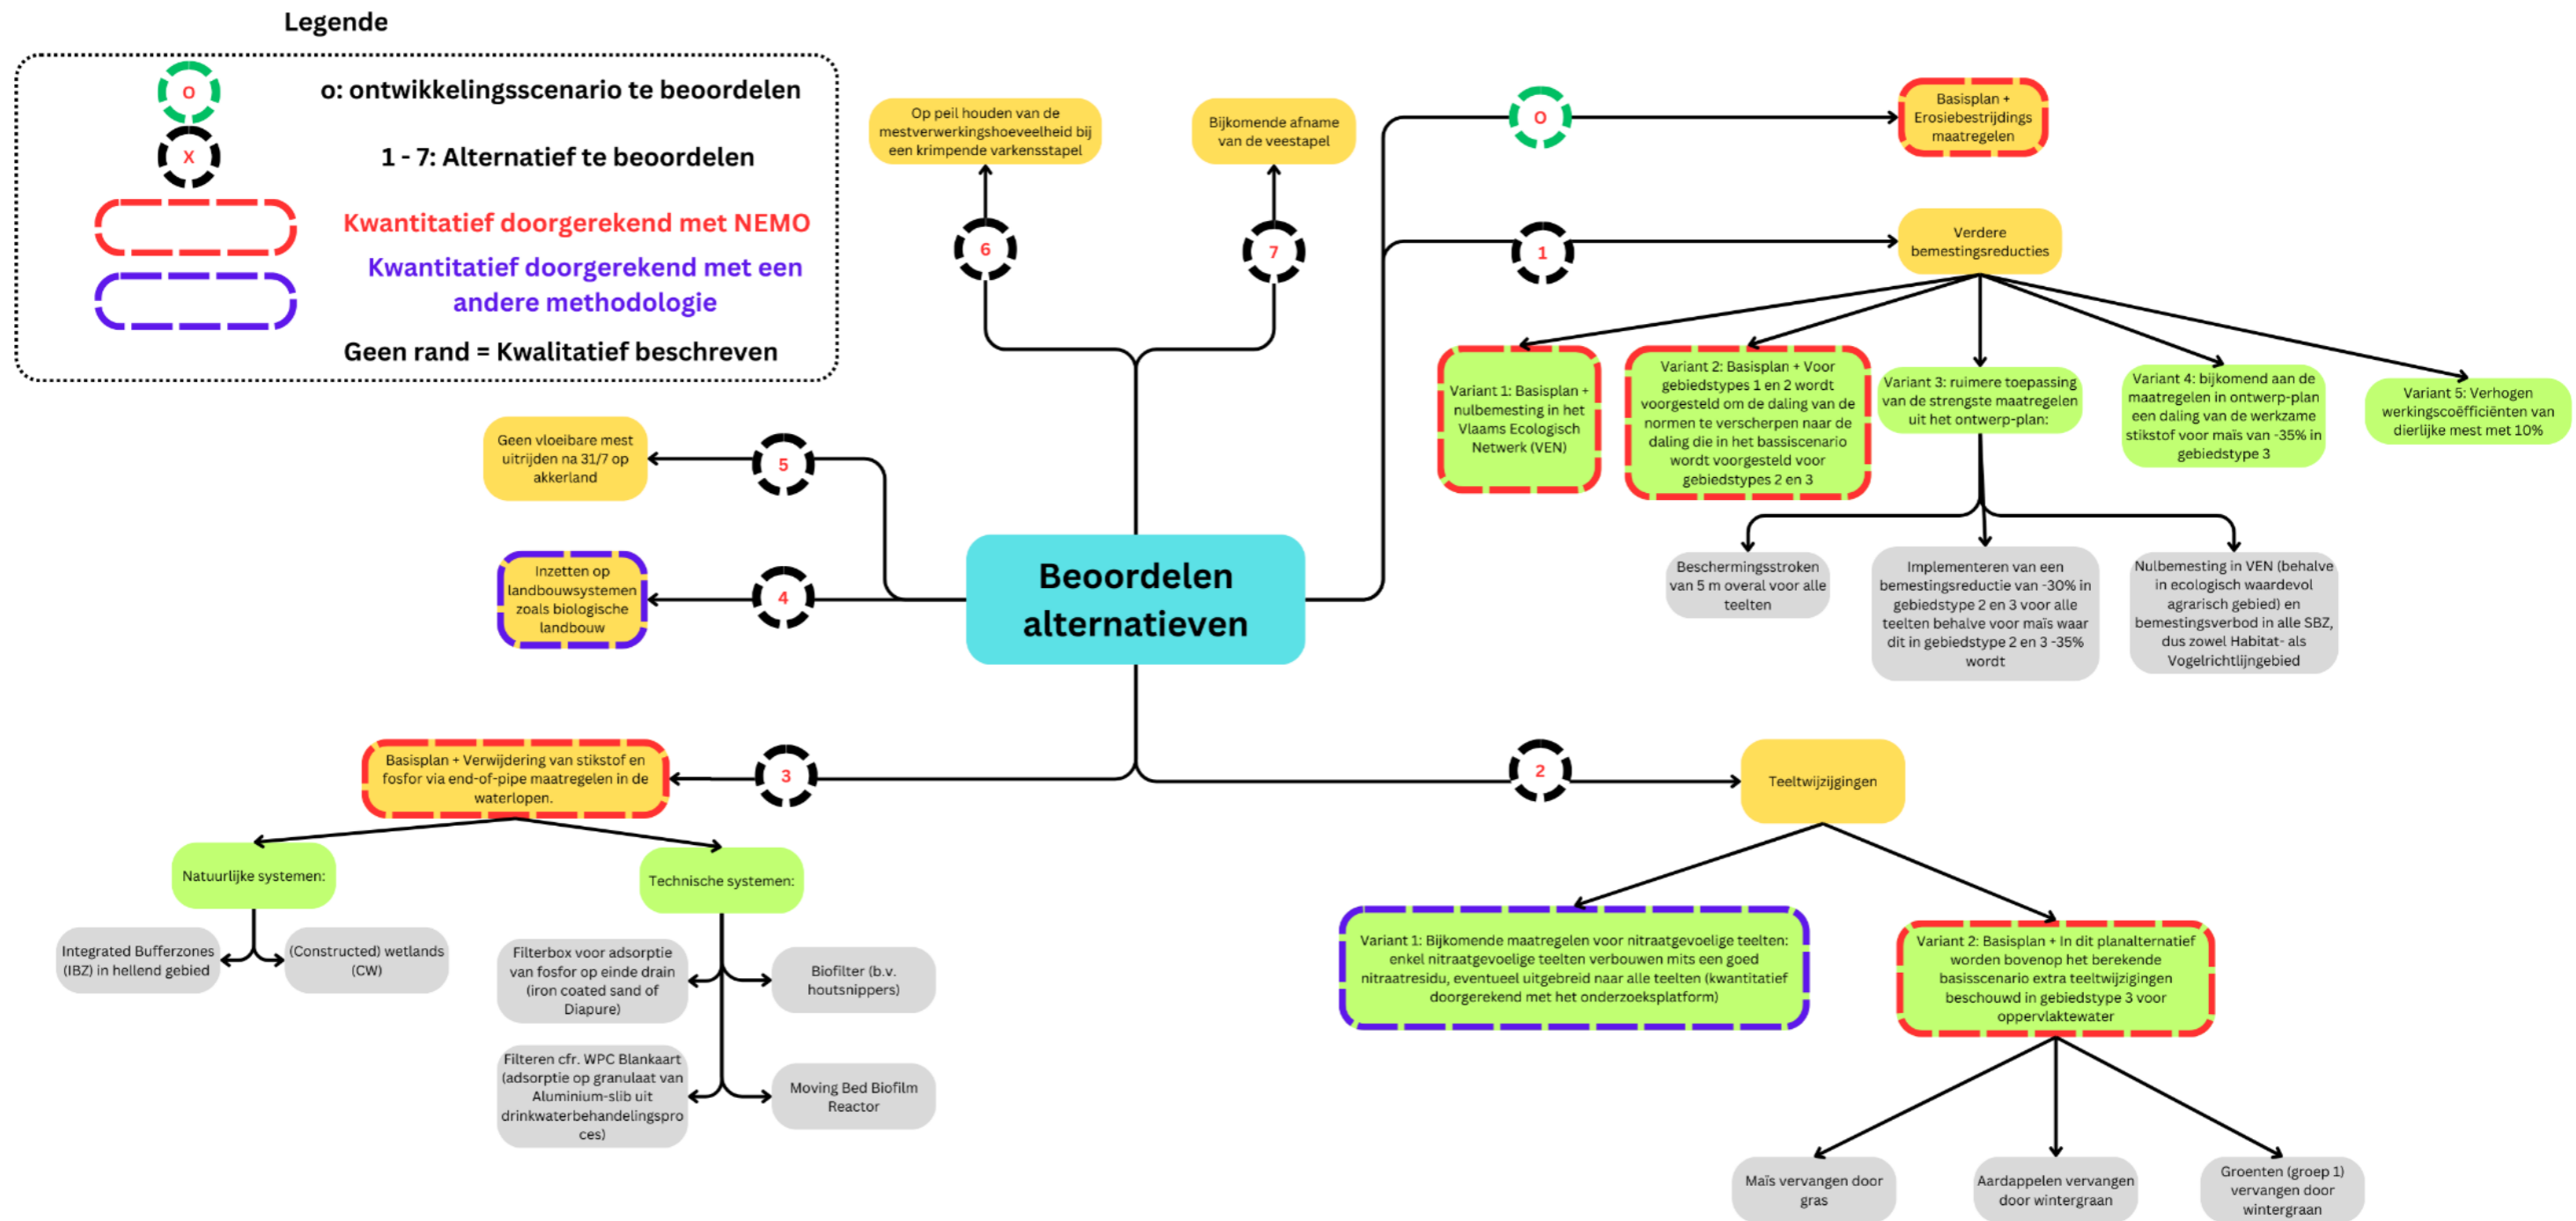 Legende
O
o: ontwikkelingsscenario te beoordelen
X
1 - 7: Alternatief te beoordelen
Kwantitatief doorgerekend met NEMO
Kwantitatief doorgerekend met een
andere methodologie
Geen rand = Kwalitatief beschreven
Op peil houden van de
mestverwerkingshoeveelheid bij
een krimpende varkensstapel
6
Bijkomende afname
van de veestapel
7
O
Basisplan +
Erosiebestrijdings
maatregelen
1
Verdere
bemestingsreducties
Variant 1: Basisplan +
nulbemesting in het
Vlaams Ecologisch
Netwerk (VEN)
Variant 2: Basisplan + Voor
gebiedstypes 1 en 2 wordt
voorgesteld om de daling van de
normen te verscherpen naar de
daling die in het bassiscenario
wordt voorgesteld voor
gebiedstypes 2 en 3
Variant 3: ruimere toepassing
van de strengste maatregelen
uit het ontwerp-plan:
Variant 4: bijkomend aan de
maatregelen in ontwerp-plan
een daling van de werkzame
stikstof voor maïs van -35% in
gebiedstype 3
Variant 5: Verhogen
werkingscoëfficiënten van
dierlijke mest met 10%
Beschermingsstroken
van 5 m overal voor alle
teelten
Implementeren van een
bemestingsreductie van -30% in
gebiedstype 2 en 3 voor alle
teelten behalve voor maïs waar
dit in gebiedstype 2 en 3 -35%
wordt
Nulbemesting in VEN (behalve
in ecologisch waardevol
agrarisch gebied) en
bemestingsverbod in alle SBZ,
dus zowel Habitat- als
Vogelrichtlijngebied
Geen vloeibare mest
uitrijden na 31/7 op
akkerland
5
Inzetten op
landbouwsystemen
zoals biologische
landbouw
4
Beoordelen
alternatieven
Basisplan + Verwijdering van stikstof en
fosfor via end-of-pipe maatregelen in de
waterlopen.
3
Natuurlijke systemen:
Technische systemen:
Integrated Bufferzones
(IBZ) in hellend gebied
(Constructed) wetlands
(CW)
Filterbox voor adsorptie
van fosfor op einde drain
(iron coated sand of
Diapure)
Biofilter (b.v.
houtsnippers)
Filteren cfr. WPC Blankaart
(adsorptie op granulaat van
Aluminium-slib uit
drinkwaterbehandelingspro
ces)
Moving Bed Biofilm
Reactor
2
Teeltwijzigingen
Variant 1: Bijkomende maatregelen voor nitraatgevoelige teelten:
enkel nitraatgevoelige teelten verbouwen mits een goed
nitraatresidu, eventueel uitgebreid naar alle teelten (kwantitatief
doorgerekend met het onderzoeksplatform)
Variant 2: Basisplan + In dit planalternatief
worden bovenop het berekende
basisscenario extra teeltwijzigingen
beschouwd in gebiedstype 3 voor
oppervlaktewater
Maïs vervangen door
gras
Aardappelen vervangen
door wintergraan
Groenten (groep 1)
vervangen door
wintergraan